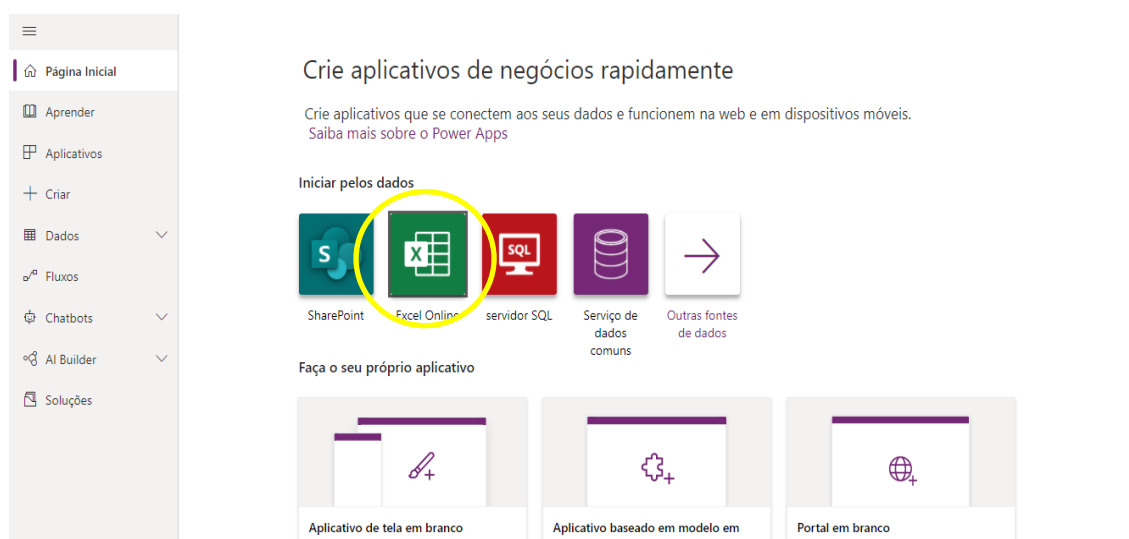 Página Inicial
Aprender
Aplicativos
Criar
Dados
Fluxos
Chatbots
AI Builder
Soluções
Crie aplicativos de negócios rapidamente
Crie aplicativos que se conectem aos seus dados e funcionem na web e em dispositivos móveis.
Saiba mais sobre o Power Apps
Iniciar pelos dados
S
X
SQL
SharePoint
Excel Online
servidor SQL
Serviço de
dados
comuns
Outras fontes
de dados
Faça o seu próprio aplicativo
Aplicativo de tela em branco
Aplicativo baseado em modelo em
Portal em branco